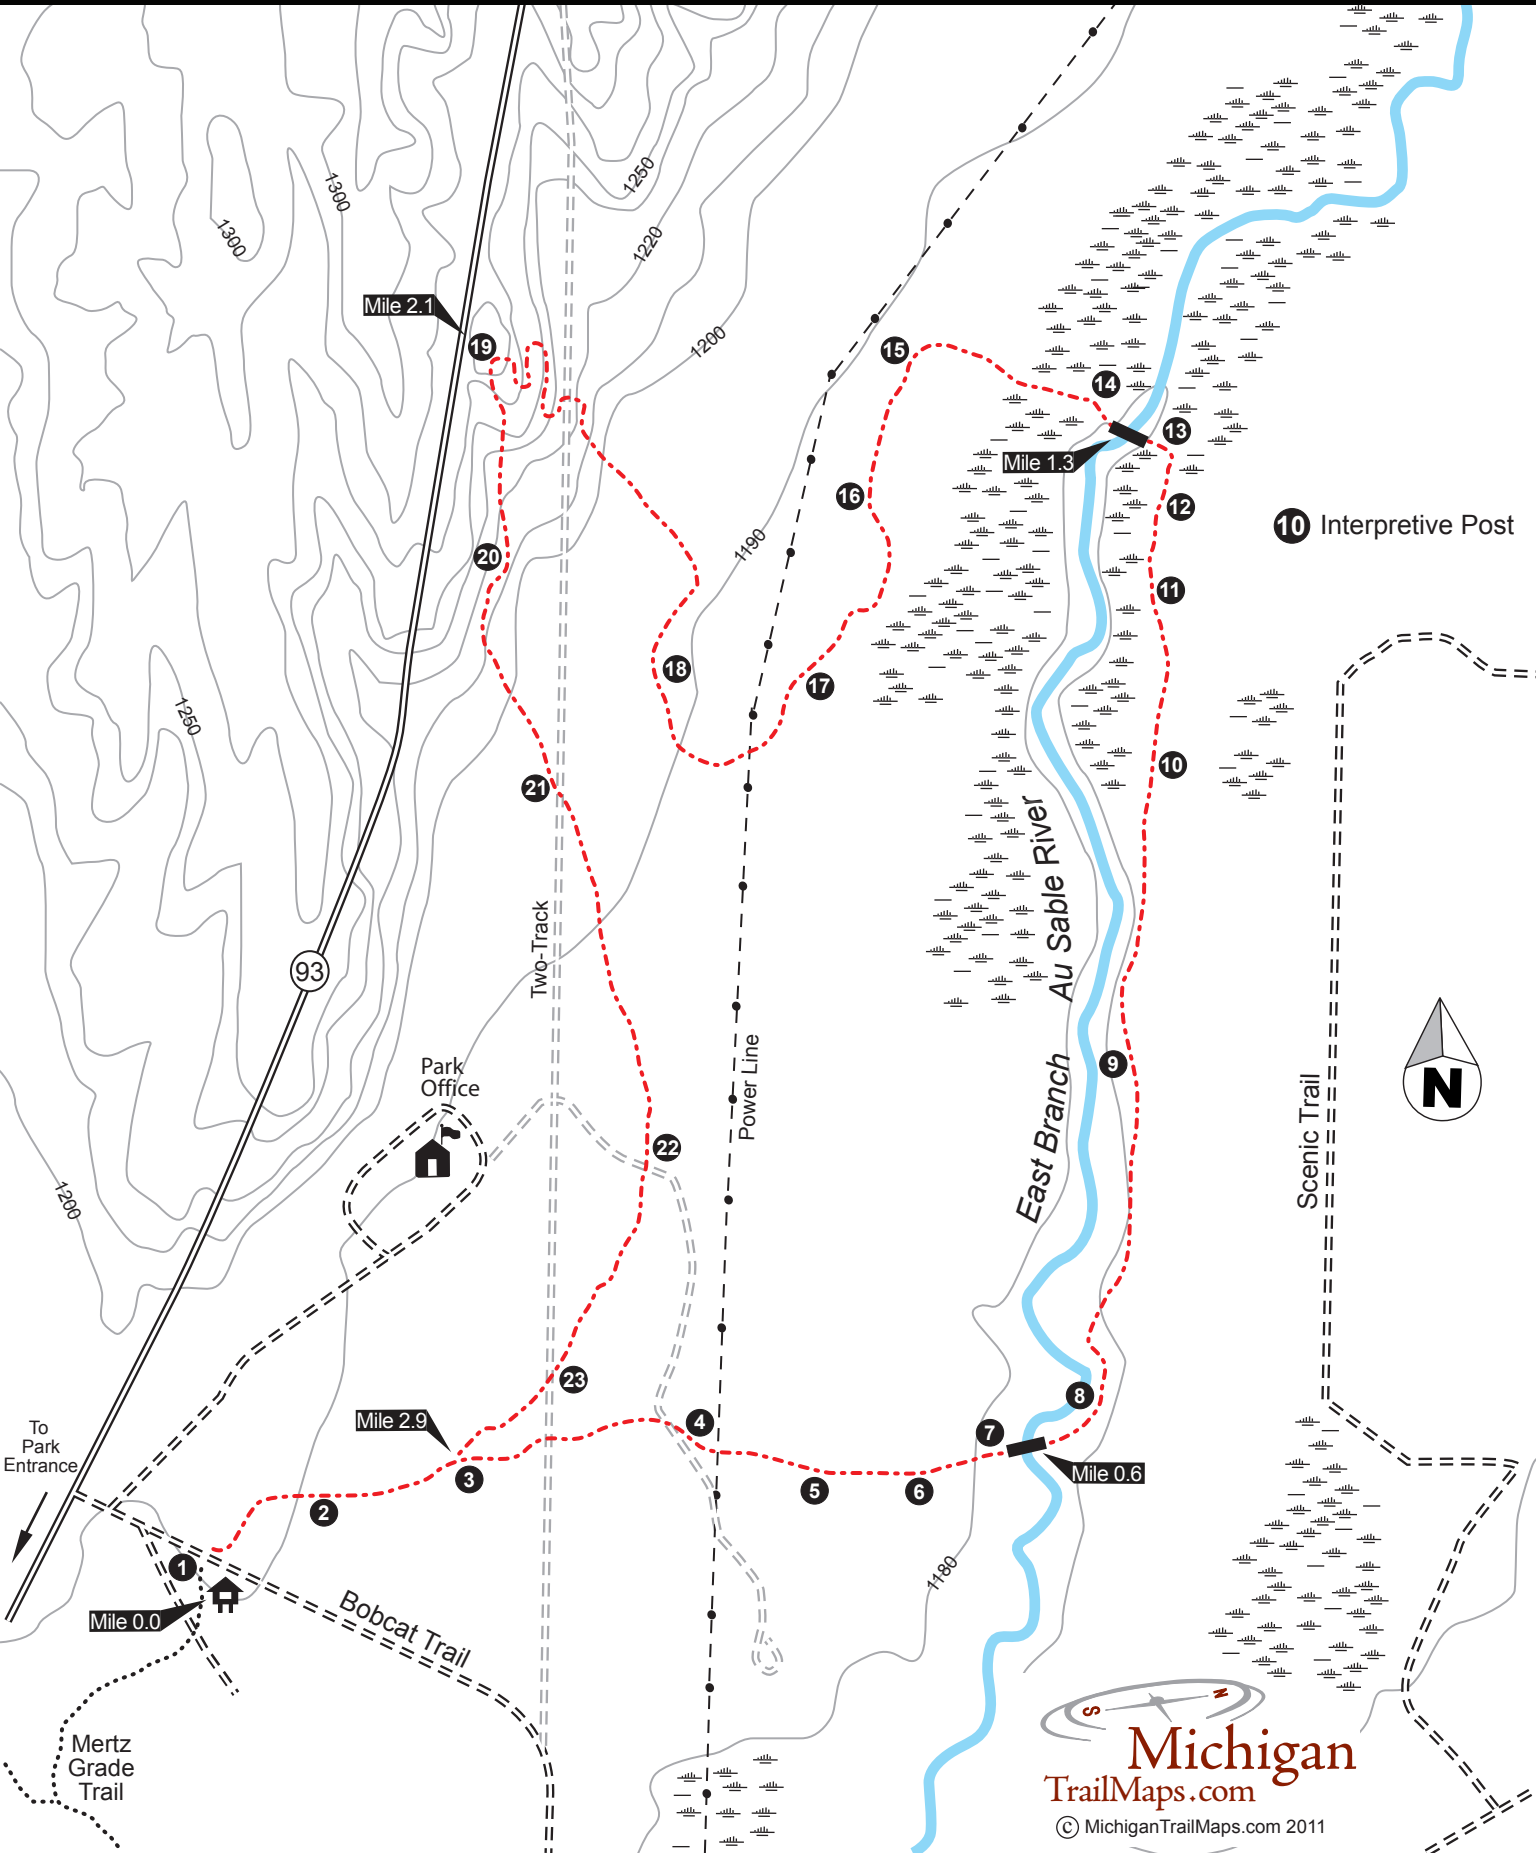 1300
1300
1250
1220
1200
Mile 2.1
19
15
14
13
Mile 1.3
16
12
10 Interpretive Post
20
1190
11
18
17
1250
10
21
Au Sable River
Two-Track
93
Park
Office
Power Line
9
East Branch
N
Scenic Trail
22
1200
23
8
Mile 2.9
4
7
To
Park
Entrance
3
Mile 0.6
2
5
6
1
1180
Mile 0.0
Bobcat Trail
Mertz
Grade
Trail
S
N
Michigan
TrailMaps.com
© MichiganTrailMaps.com 2011